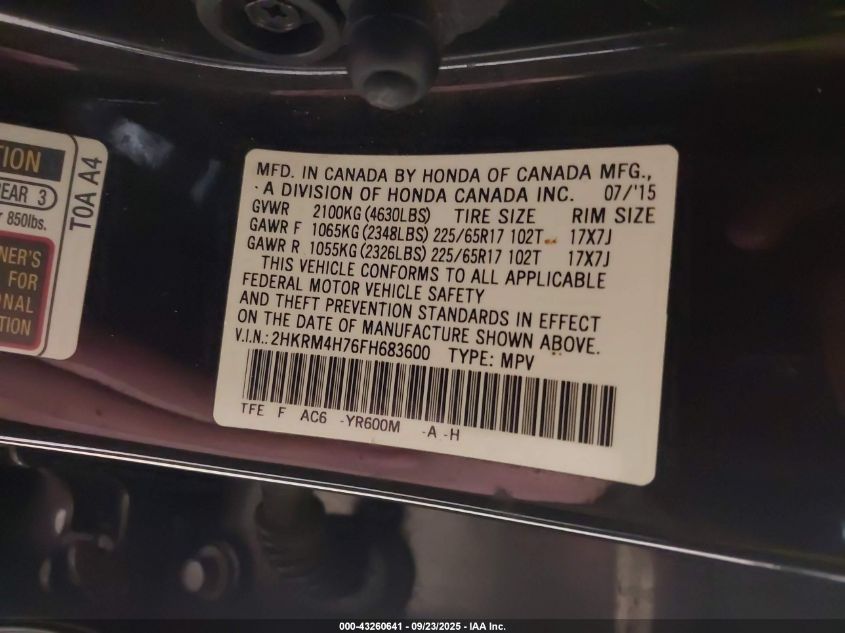 TION
REAR 3
850lbs.
NER'S
FOR
ONAL
TION
T0A A4
MFD. IN CANADA BY HONDA OF CANADA MFG.,
A DIVISION OF HONDA CANADA INC. 07/'15
GVWR 2100KG (4630LBS) TIRE SIZE RIM SIZE
GAWR F 1065KG (2348LBS) 225/65R17 102T 17X7J
GAWR R 1055KG (2326LBS) 225/65R17 102T 17X7J
THIS VEHICLE CONFORMS TO ALL APPLICABLE
FEDERAL MOTOR VEHICLE SAFETY
AND THEFT PREVENTION STANDARDS IN EFFECT
ON THE DATE OF MANUFACTURE SHOWN ABOVE.
V.I.N.: 2HKRM4H76FH683600 TYPE: MPV
TFE F AC6 -YR600M -A -H
000-43260641 / 09/23/2025 - IAA Inc.